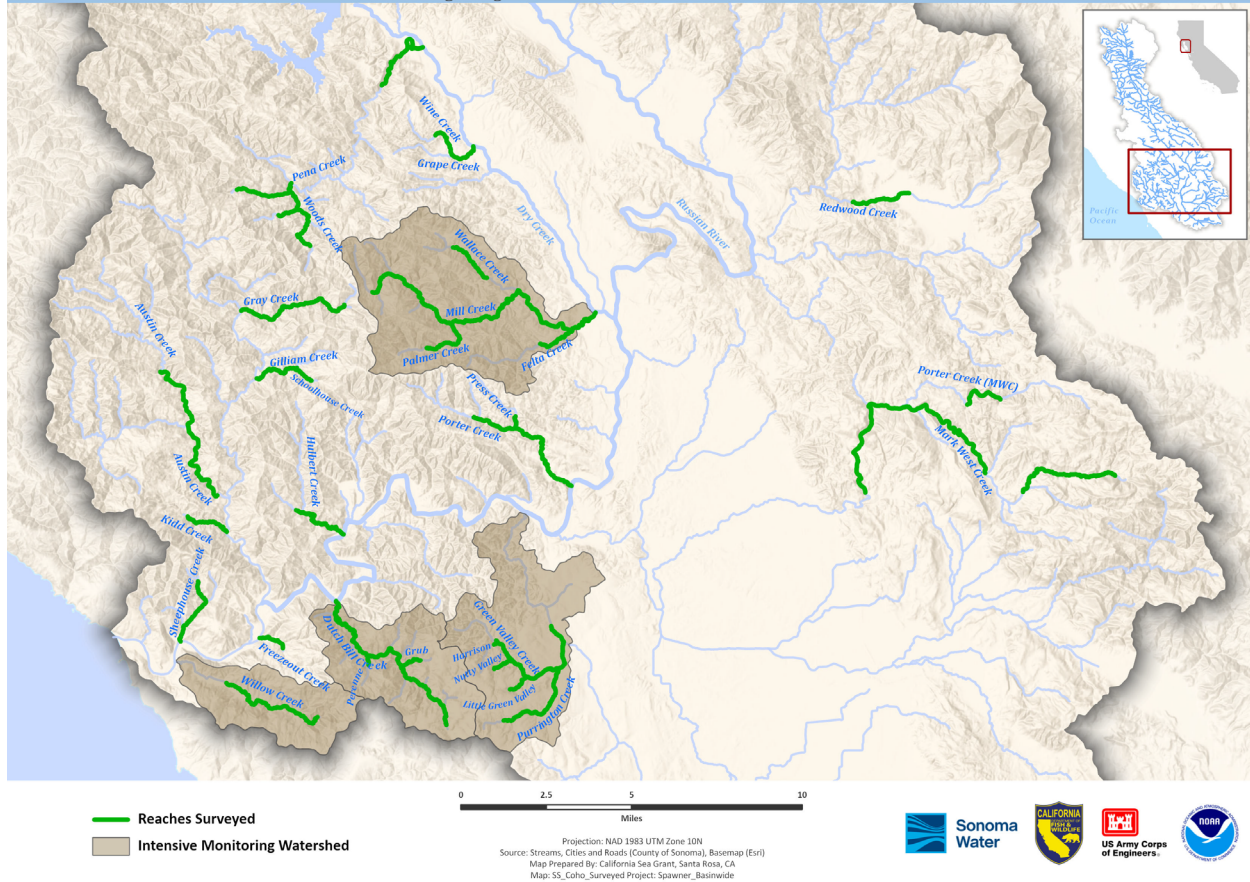 Wine Creek
Grape Creek
Pena Creek
Woods Creek
Dry Creek
Russian River
Redwood Creek
Pacific
Ocean
Wallace Creek
Gray Creek
Mill Creek
Austin Creek
Palmer Creek
Felta Creek
Gilliam Creek
Schoolhouse Creek
Press Creek
Porter Creek
Porter Creek (MWC)
Mark West Creek
Hulbert Creek
Austin Creek
Kidd Creek
Sheephouse Creek
Freezeout Creek
Willow Creek
Dutch Bill Creek
Grub
Perenne
Green Valley Creek
Harrison
Nutty Valley
Little Green Valley
Purrington Creek
Reaches Surveyed
Intensive Monitoring Watershed
0 2.5 5 10
Miles
Projection: NAD 1983 UTM Zone 10N
Source: Streams, Cities and Roads (County of Sonoma), Basemap (Esri)
Map Prepared By: California Sea Grant, Santa Rosa, CA
Map: SS_Coho_Surveyed Project: Spawner_Basinwide
Sonoma
Water
CALIFORNIA
FISH &
WILDLIFE
US Army Corps
of Engineers®
NOAA